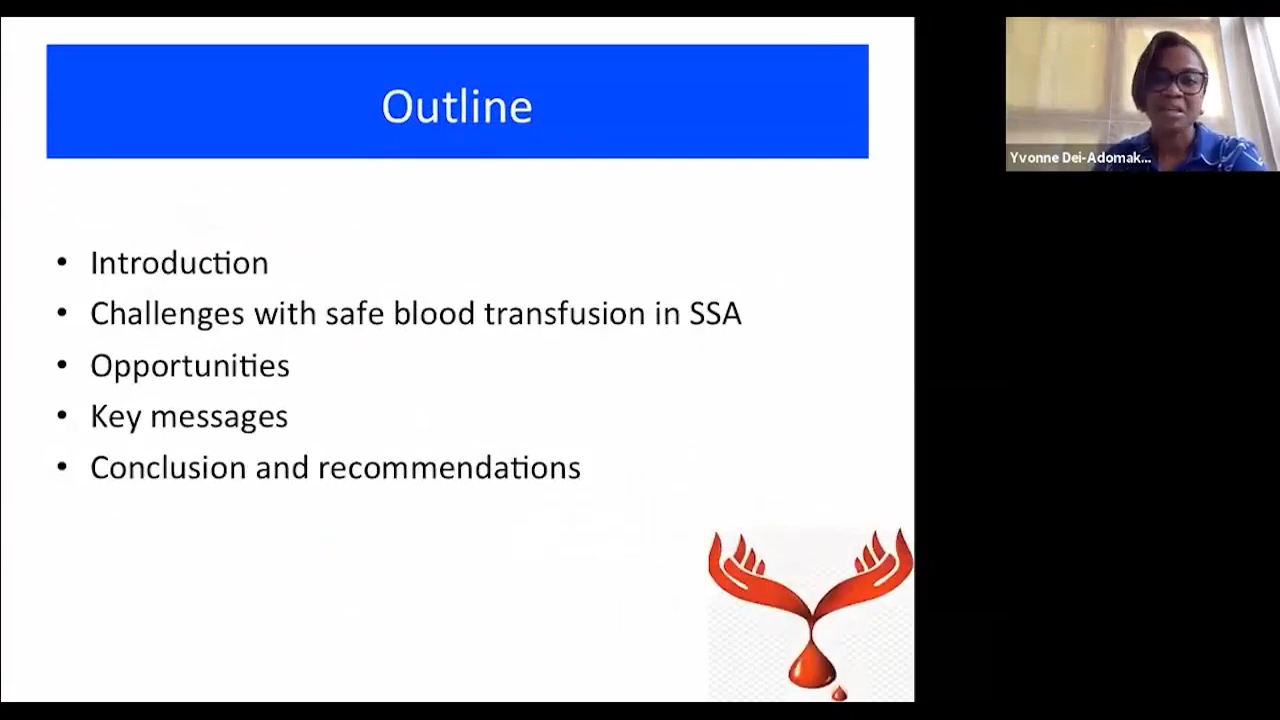 Outline
• Introduction
• Challenges with safe blood transfusion in SSA
• Opportunities
• Key messages
• Conclusion and recommendations
Yvonne Dei-Adomak...